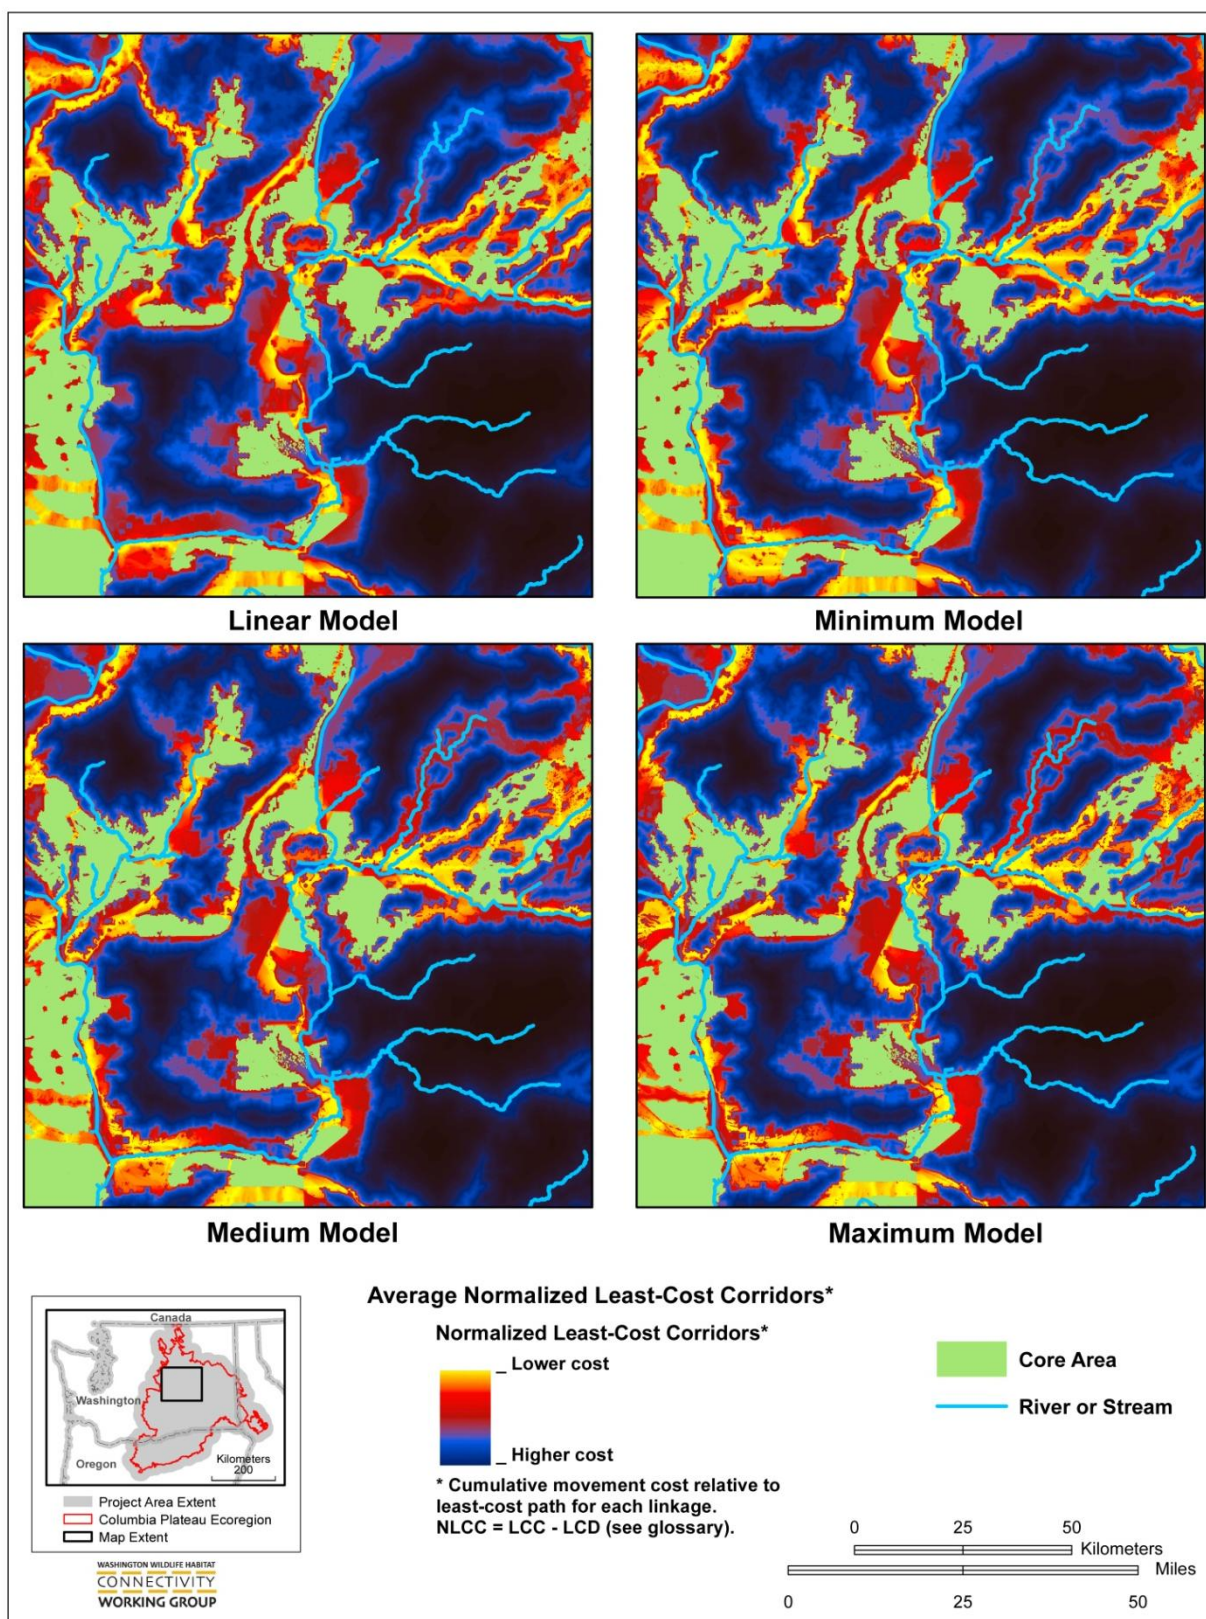 Linear Model
Minimum Model
Medium Model
Maximum Model
Average Normalized Least-Cost Corridors*
Normalized Least-Cost Corridors*
_ Lower cost
_ Higher cost
* Cumulative movement cost relative to
least-cost path for each linkage.
NLCC = LCC - LCD (see glossary).
Core Area
River or Stream
Canada
Washington
Oregon
Kilometers
200
Project Area Extent
Columbia Plateau Ecoregion
Map Extent
WASHINGTON WILDLIFE HABITAT
CONNECTIVITY
WORKING GROUP
0 25 50
Kilometers
Miles
0 25 50